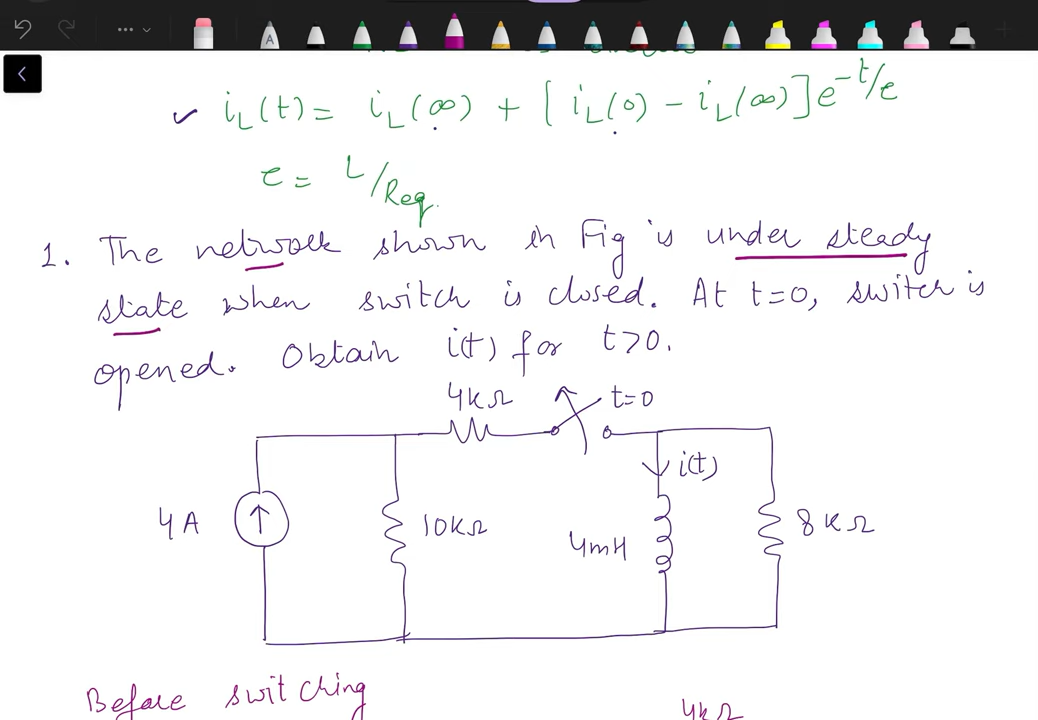 A
iL(t) = iL(∞) + [iL(0) - iL(∞)]e^-t/τ
τ = L/Req.
1. The network shown in Fig is under steady
state when switch is closed. At t=0, switch is
opened. Obtain i(t) for t>0.
4kΩ
t=0
i(t)
4A
10kΩ
4mH
8kΩ
Before switching
4kΩ